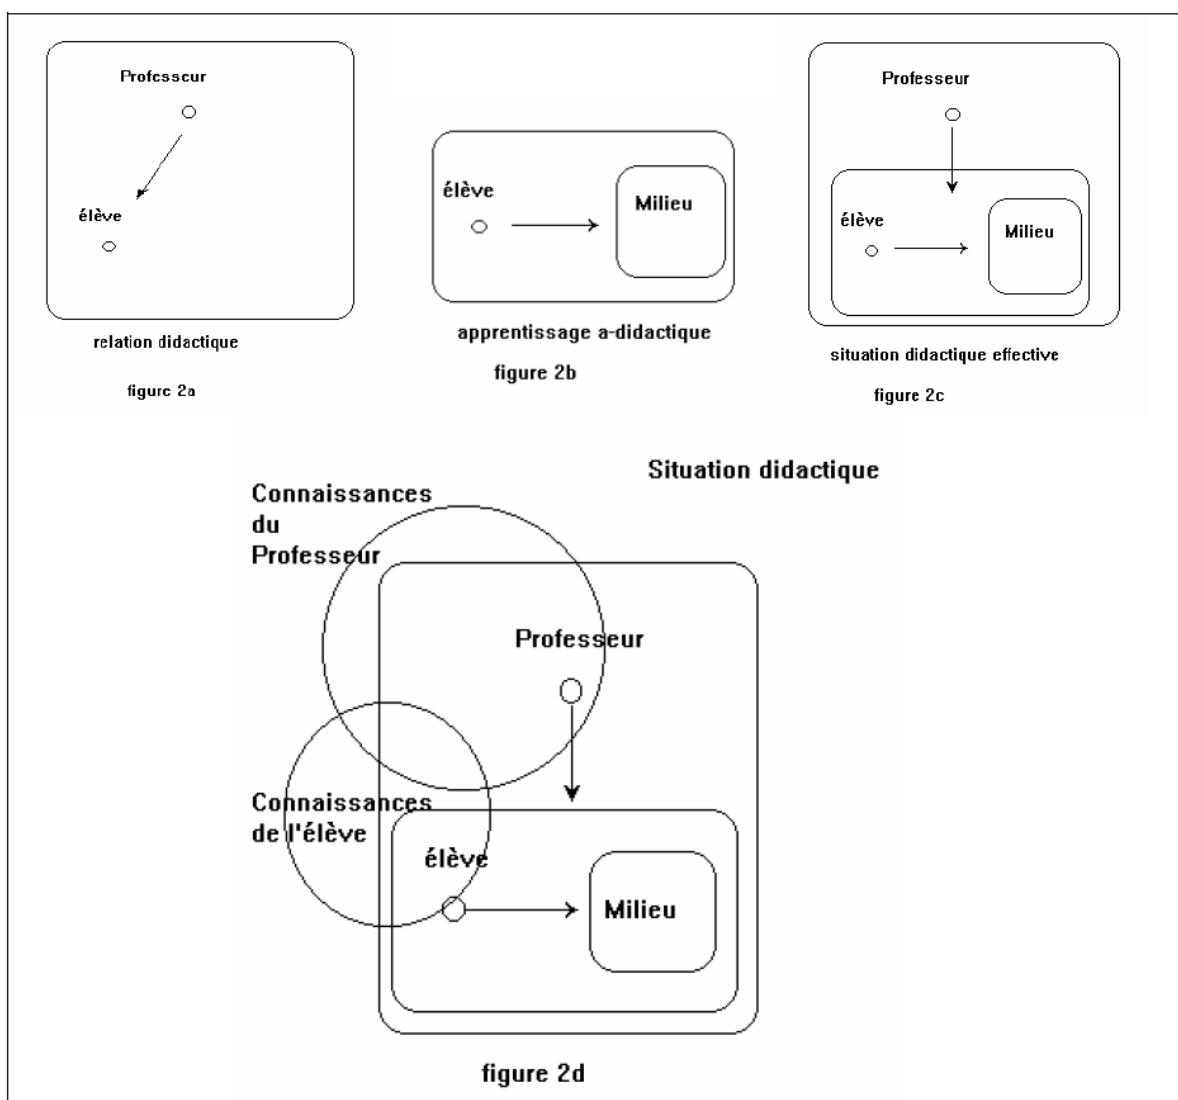 Professeur
élève
relation didactique
figure 2a
élève
Milieu
apprentissage a-didactique
figure 2b
Professeur
élève
Milieu
situation didactique effective
figure 2c
Situation didactique
Connaissances
du
Professeur
Professeur
Connaissances
de l'élève
élève
Milieu
figure 2d